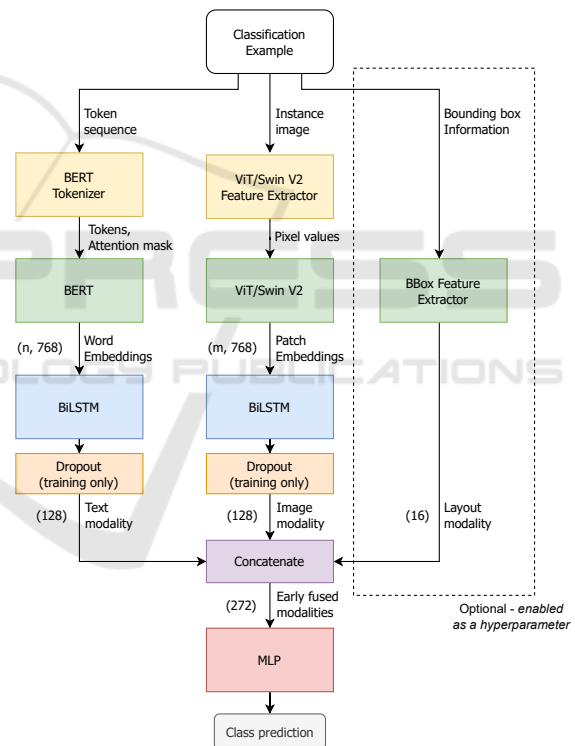 Classification
Example
Token
sequence
Instance
image
Bounding box
Information
BERT
Tokenizer
ViT/Swin V2
Feature Extractor
Tokens,
Attention mask
Pixel values
BERT
ViT/Swin V2
BBox Feature
Extractor
(n, 768)
Word
Embeddings
(m, 768)
Patch
Embeddings
BiLSTM
BiLSTM
Dropout
(training only)
Dropout
(training only)
(128)
Text
modality
(128)
Image
modality
(16)
Layout
modality
Concatenate
(272)
Early fused
modalities
Optional - enabled
as a hyperparameter
MLP
Class prediction
PRESS
OLOGY PUBLICATIONS